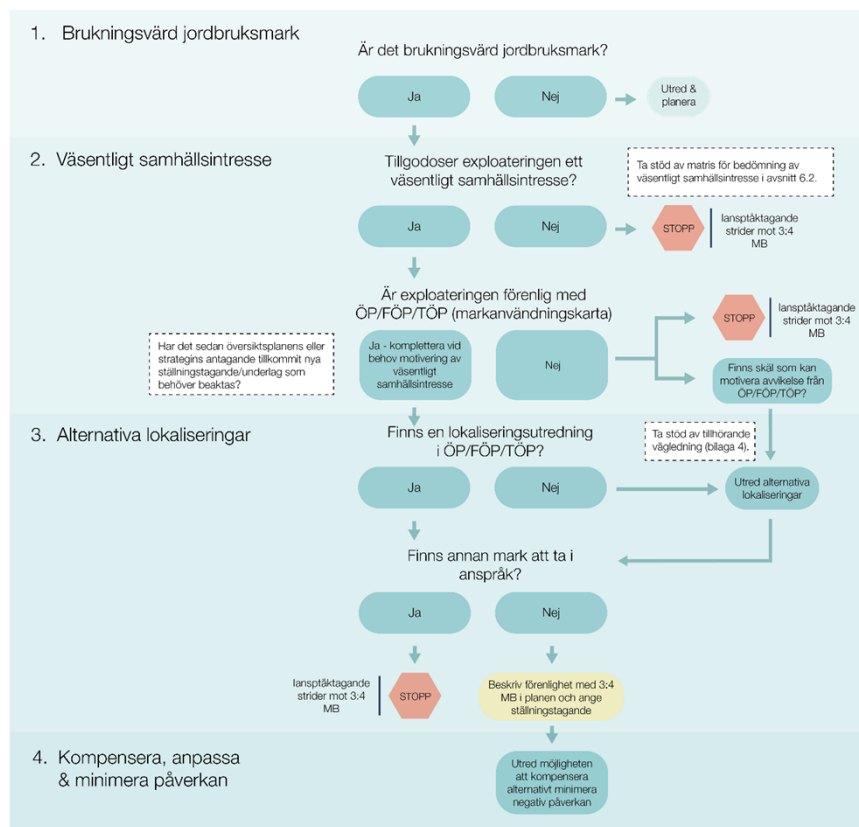 1. Brukningsvärd jordbruksmark
Är det brukningsvärd jordbruksmark?
Ja
Nej
Utred &
planera
2. Väsentligt samhällsintresse
Tillgodoser exploateringen ett
väsentligt samhällsintresse?
Ta stöd av matris för bedömning av
väsentligt samhällsintresse i avsnitt 6.2.
Ja
Nej
STOPP
Iansptåktagande
strider mot 3:4
MB
Är exploateringen förenlig med
ÖP/FÖP/TÖP (markanvändningskarta)
STOPP
Iansptåktagande
strider mot 3:4
MB
Har det sedan översiktsplanens eller
strategins antagande tillkommit nya
ställningstagande/underlag som
behöver beaktas?
Ja - komplettera vid
behov motivering av
väsentligt
samhällsintresse
Nej
Finns skäl som kan
motivera avvikelse från
ÖP/FÖP/TÖP?
3. Alternativa lokaliseringar
Finns en lokaliseringsutredning
i ÖP/FÖP/TÖP?
Ta stöd av tillhörande
vägledning (bilaga 4).
Ja
Nej
Utred alternativa
lokaliseringar
Finns annan mark att ta i
anspråk?
Ja
Nej
Iansptåktagande
strider mot 3:4
MB
STOPP
Beskriv förenlighet med 3:4
MB i planen och ange
ställningstagande
4. Kompensera, anpassa
& minimera påverkan
Utred möjligheten
att kompensera
alternativt minimera
negativ påverkan